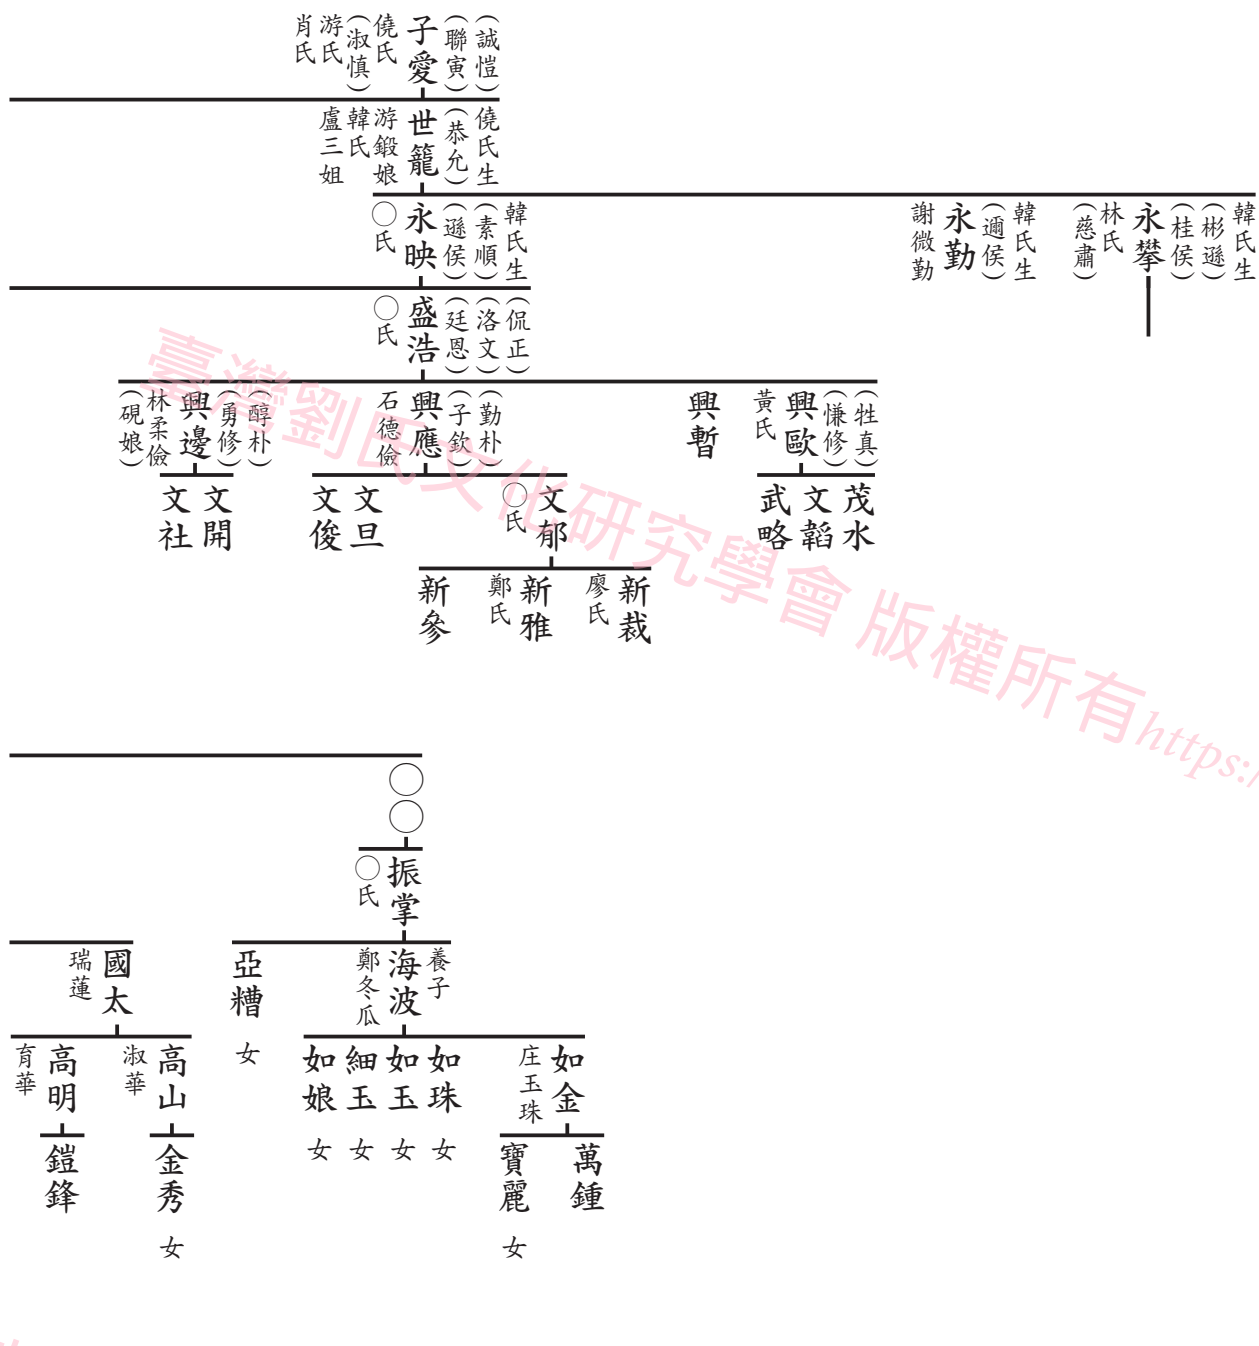 (誠愷)
(聯寅)
子愛
僥氏
(淑慎)
游氏
肖氏
僥氏生
(恭允)
世籠
游鍛娘
韓氏
盧三姐
韓氏生
(彬遜)
(桂侯)
永攀
林氏
(慈肅)
韓氏生
(邇侯)
永勤
謝微勤
韓氏生
(素順)
(遜侯)
永映
○氏
(侃正)
(洛文)
(廷恩)
盛浩
○氏
(牲真)
(慊修)
興歐
黃氏
興暫
(勤朴)
(子欽)
興應
石德儉
(醇朴)
(勇修)
興邊
林柔儉
(硯娘)
茂水
文韜
武略
文郁
○氏
文旦
文俊
文開
文社
新裁
廖氏
新雅
鄭氏
新參
○○
振掌
○氏
養子
海波
鄭冬瓜
亞糟
女
國太
瑞蓮
如金
庄玉珠
如珠
女
如玉
女
細玉
女
如娘
女
高山
淑華
高明
育華
萬鍾
寶麗
女
金秀
女
鎧鋒
臺灣劉氏文化研究學會 版權所有https:/